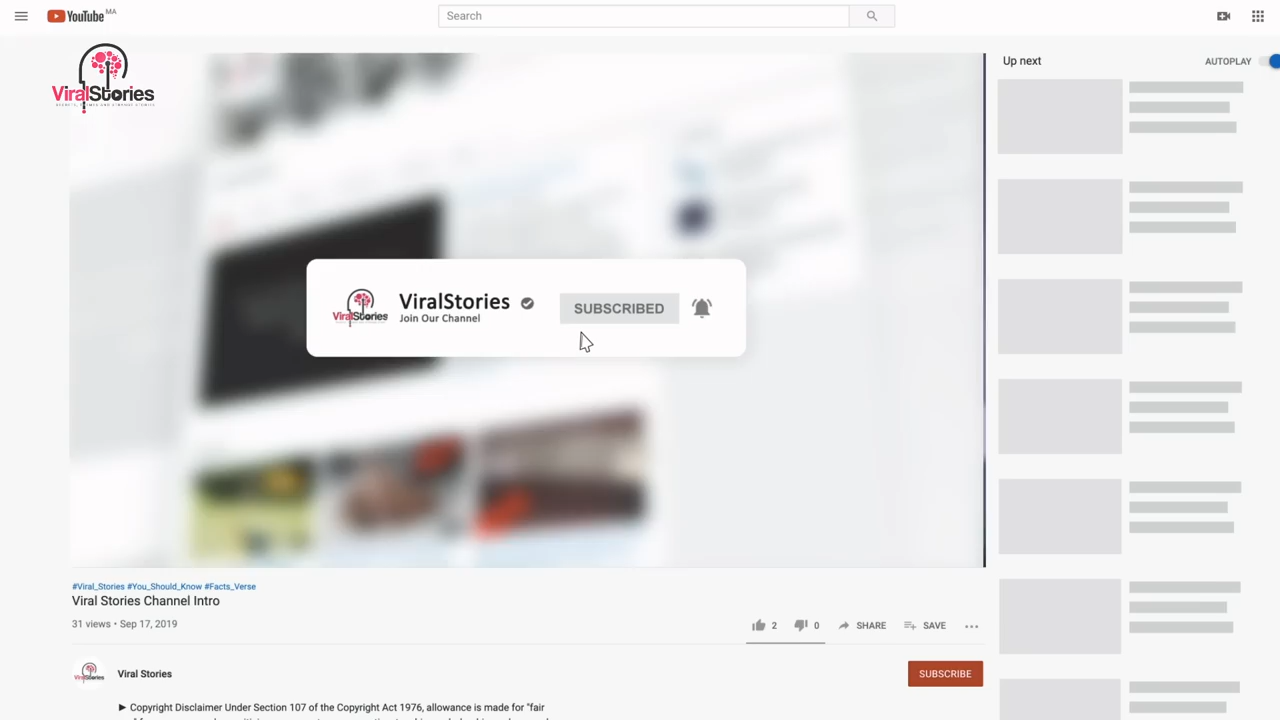 YouTube MA
Search
ViralStories
Up next
AUTOPLAY
ViralStories
ViralStories
Join Our Channel
SUBSCRIBED
#Viral_Stories #You_Should_Know #Facts_Verse
Viral Stories Channel Intro
31 views • Sep 17, 2019
2
0
SHARE
SAVE
ViralStories
Viral Stories
SUBSCRIBE
► Copyright Disclaimer Under Section 107 of the Copyright Act 1976, allowance is made for "fair